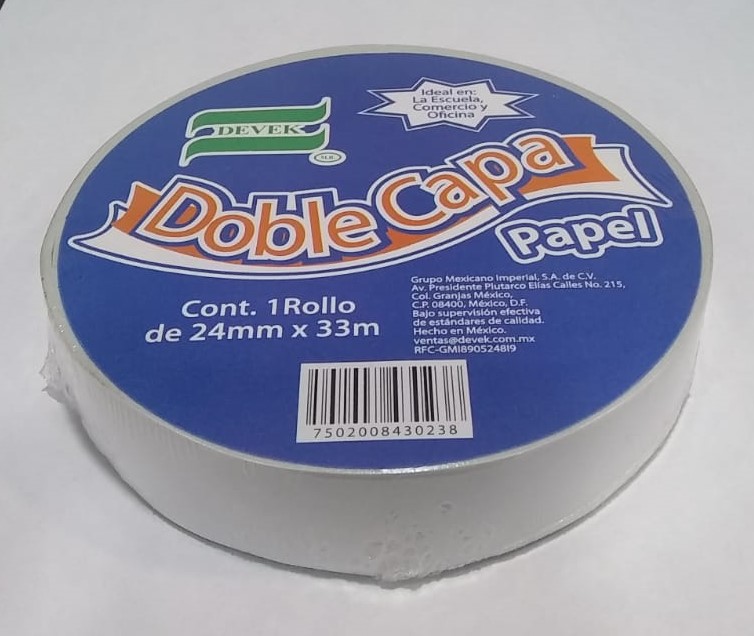 Ideal en:
La Escuela,
Comercio y
Oficina
DEVEK
M.R.
Doble Capa
Papel
Cont. 1Rollo
de 24mm x 33m
Grupo Mexicano Imperial, S.A. de C.V.
Av. Presidente Plutarco Elias Calles No. 215,
Col. Granjas México,
C.P. 08400, México, D.F.
Bajo supervisión efectiva
de estándares de calidad.
Hecho en México.
ventas@devek.com.mx
RFC-GMI890524819
7502008430238